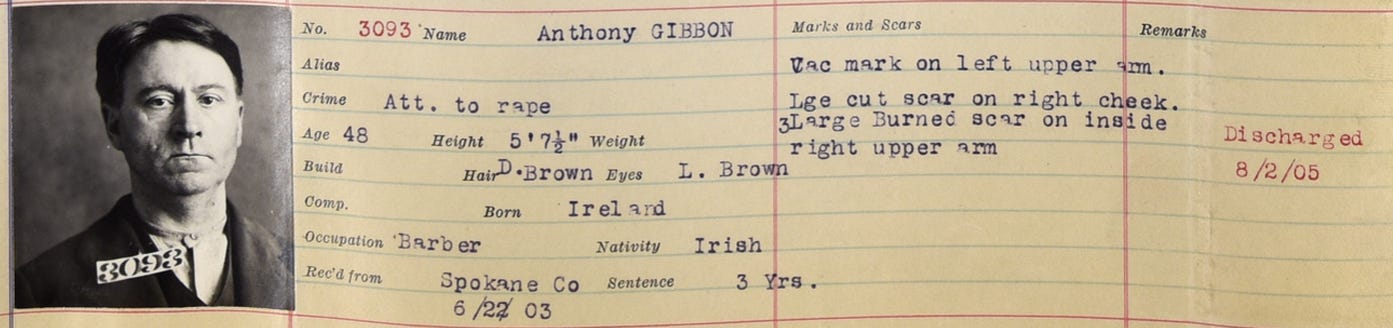 No. 3093 Name Anthony GIBBON
Alias
Crime Att. to rape
Age 48 Height 5'7½" Weight
Build Hair D. Brown Eyes L. Brown
Comp. Born Ireland
Occupation Barber Nativity Irish
Rec'd from Spokane Co Sentence 3 Yrs.
6/22 03
3093
Marks and Scars
Vac mark on left upper arm.
Lge cut scar on right cheek.
3Large Burned scar on inside
right upper arm
Remarks
Discharged
8/2/05